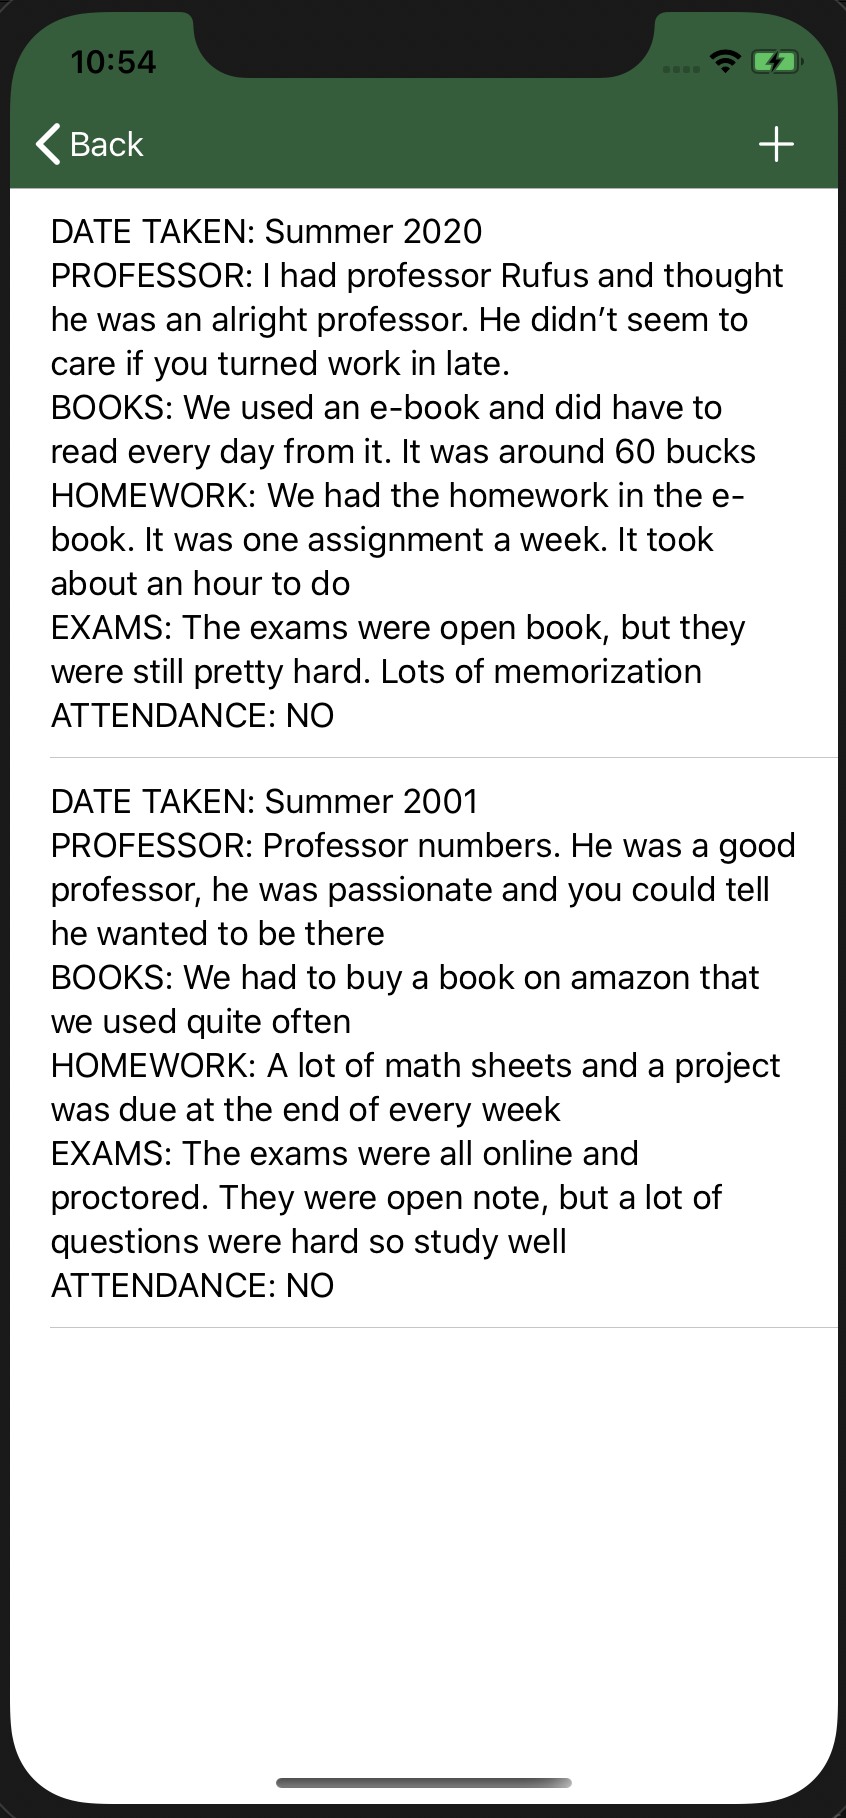 10:54
Back
DATE TAKEN: Summer 2020
PROFESSOR: I had professor Rufus and thought
he was an alright professor. He didn’t seem to
care if you turned work in late.
BOOKS: We used an e-book and did have to
read every day from it. It was around 60 bucks
HOMEWORK: We had the homework in the e-
book. It was one assignment a week. It took
about an hour to do
EXAMS: The exams were open book, but they
were still pretty hard. Lots of memorization
ATTENDANCE: NO
DATE TAKEN: Summer 2001
PROFESSOR: Professor numbers. He was a good
professor, he was passionate and you could tell
he wanted to be there
BOOKS: We had to buy a book on amazon that
we used quite often
HOMEWORK: A lot of math sheets and a project
was due at the end of every week
EXAMS: The exams were all online and
proctored. They were open note, but a lot of
questions were hard so study well
ATTENDANCE: NO